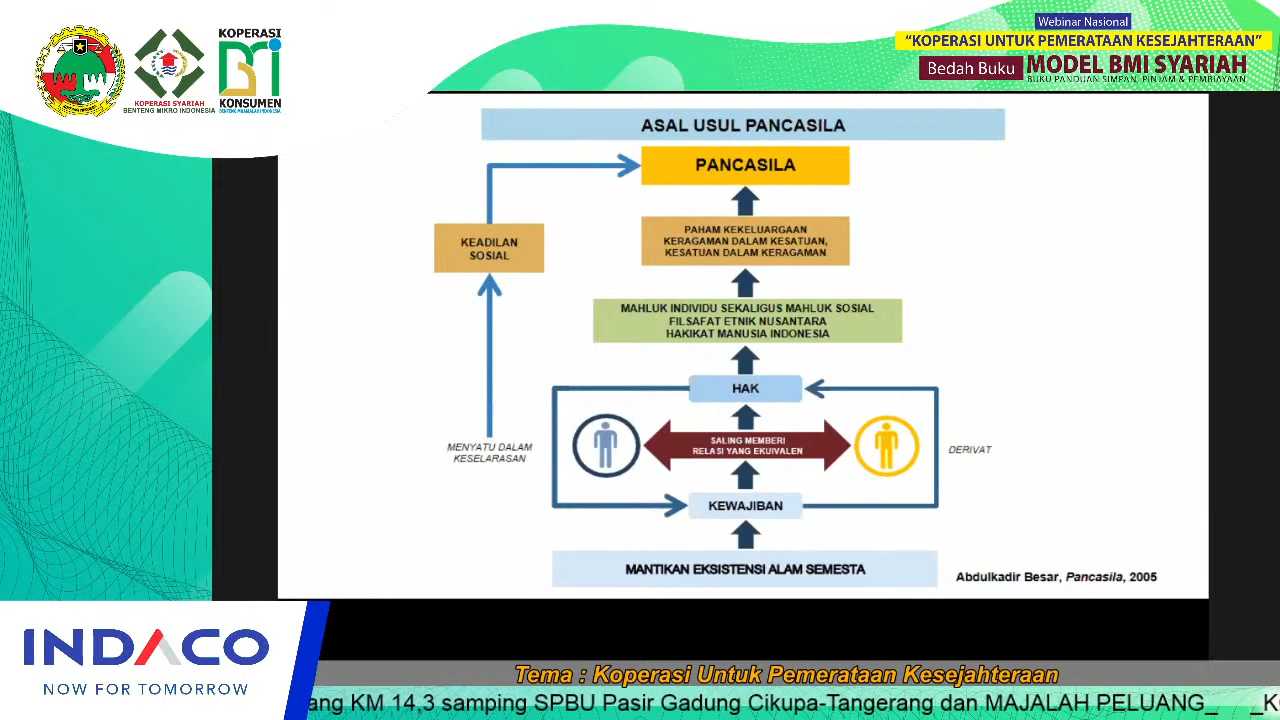 KOPERASI SYARIAH
BENTENG MIKRO INDONESIA
KOPERASI
BMI
KONSUMEN
Webinar Nasional
"KOPERASI UNTUK PEMERATAAN KESEJAHTERAAN"
Bedah Buku MODEL BMI SYARIAH
BUKU PANDUAN SIMPAN, PINJAM & PEMBIAYAAN
ASAL USUL PANCASILA
PANCASILA
KEADILAN
SOSIAL
PAHAM KEKELUARGAAN
KERAGAMAN DALAM KESATUAN,
KESATUAN DALAM KERAGAMAN
MAHLUK INDIVIDU SEKALIGUS MAHLUK SOSIAL
FILSAFAT ETNIK NUSANTARA
HAKIKAT MANUSIA INDONESIA
HAK
MENYATU DALAM
KESELARASAN
SALING MEMBERI
RELASI YANG EKUIVALEN
DERIVAT
KEWAJIBAN
MANTIKAN EKSISTENSI ALAM SEMESTA
Abdulkadir Besar, Pancasila, 2005
INDACO
NOW FOR TOMORROW
Tema : Koperasi Untuk Pemerataan Kesejahteraan
ang KM 14,3 samping SPBU Pasir Gadung Cikupa-Tangerang dan MAJALAH PELUANG_ _K